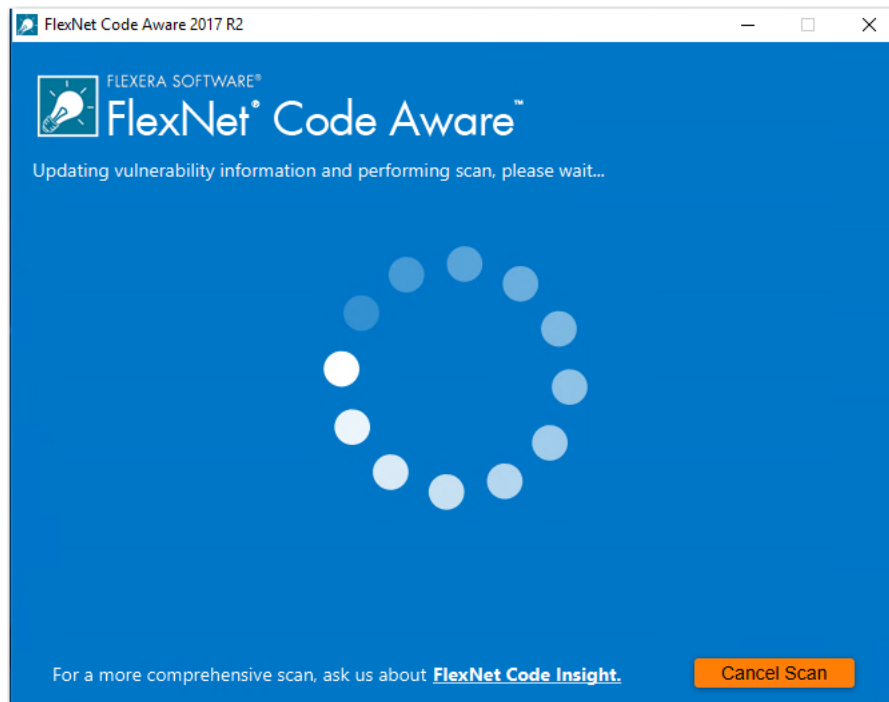 FlexNet Code Aware 2017 R2
FLEXERA SOFTWARE®
FlexNet® Code Aware™
Updating vulnerability information and performing scan, please wait...
For a more comprehensive scan, ask us about FlexNet Code Insight.
Cancel Scan